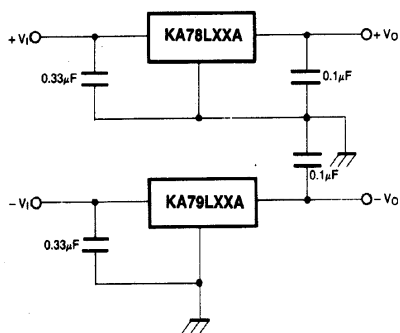 +VI
KA78LXXA
+VO
0.33µF
0.1µF
0.1µF
-VI
KA79LXXA
-VO
0.33µF